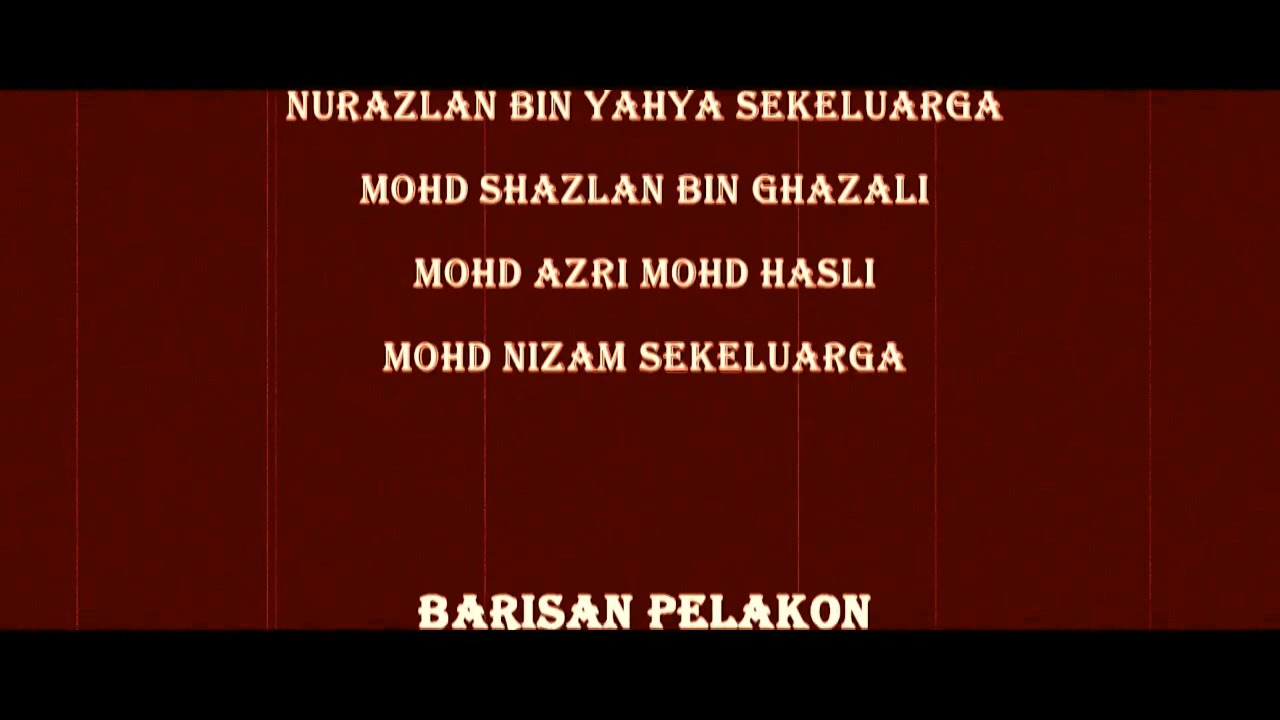 NURAZLAN BIN YAHYA SEKELUARGA
MOHD SHAZLAN BIN GHAZALI
MOHD AZRI MOHD HASLI
MOHD NIZAM SEKELUARGA
BARISAN PELAKON